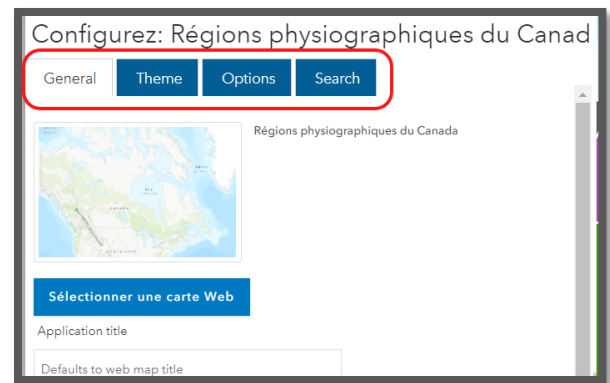 Configurez: Régions physiographiques du Canad
General Theme Options Search
Régions physiographiques du Canada
Sélectionner une carte Web
Application title
Defaults to web map title